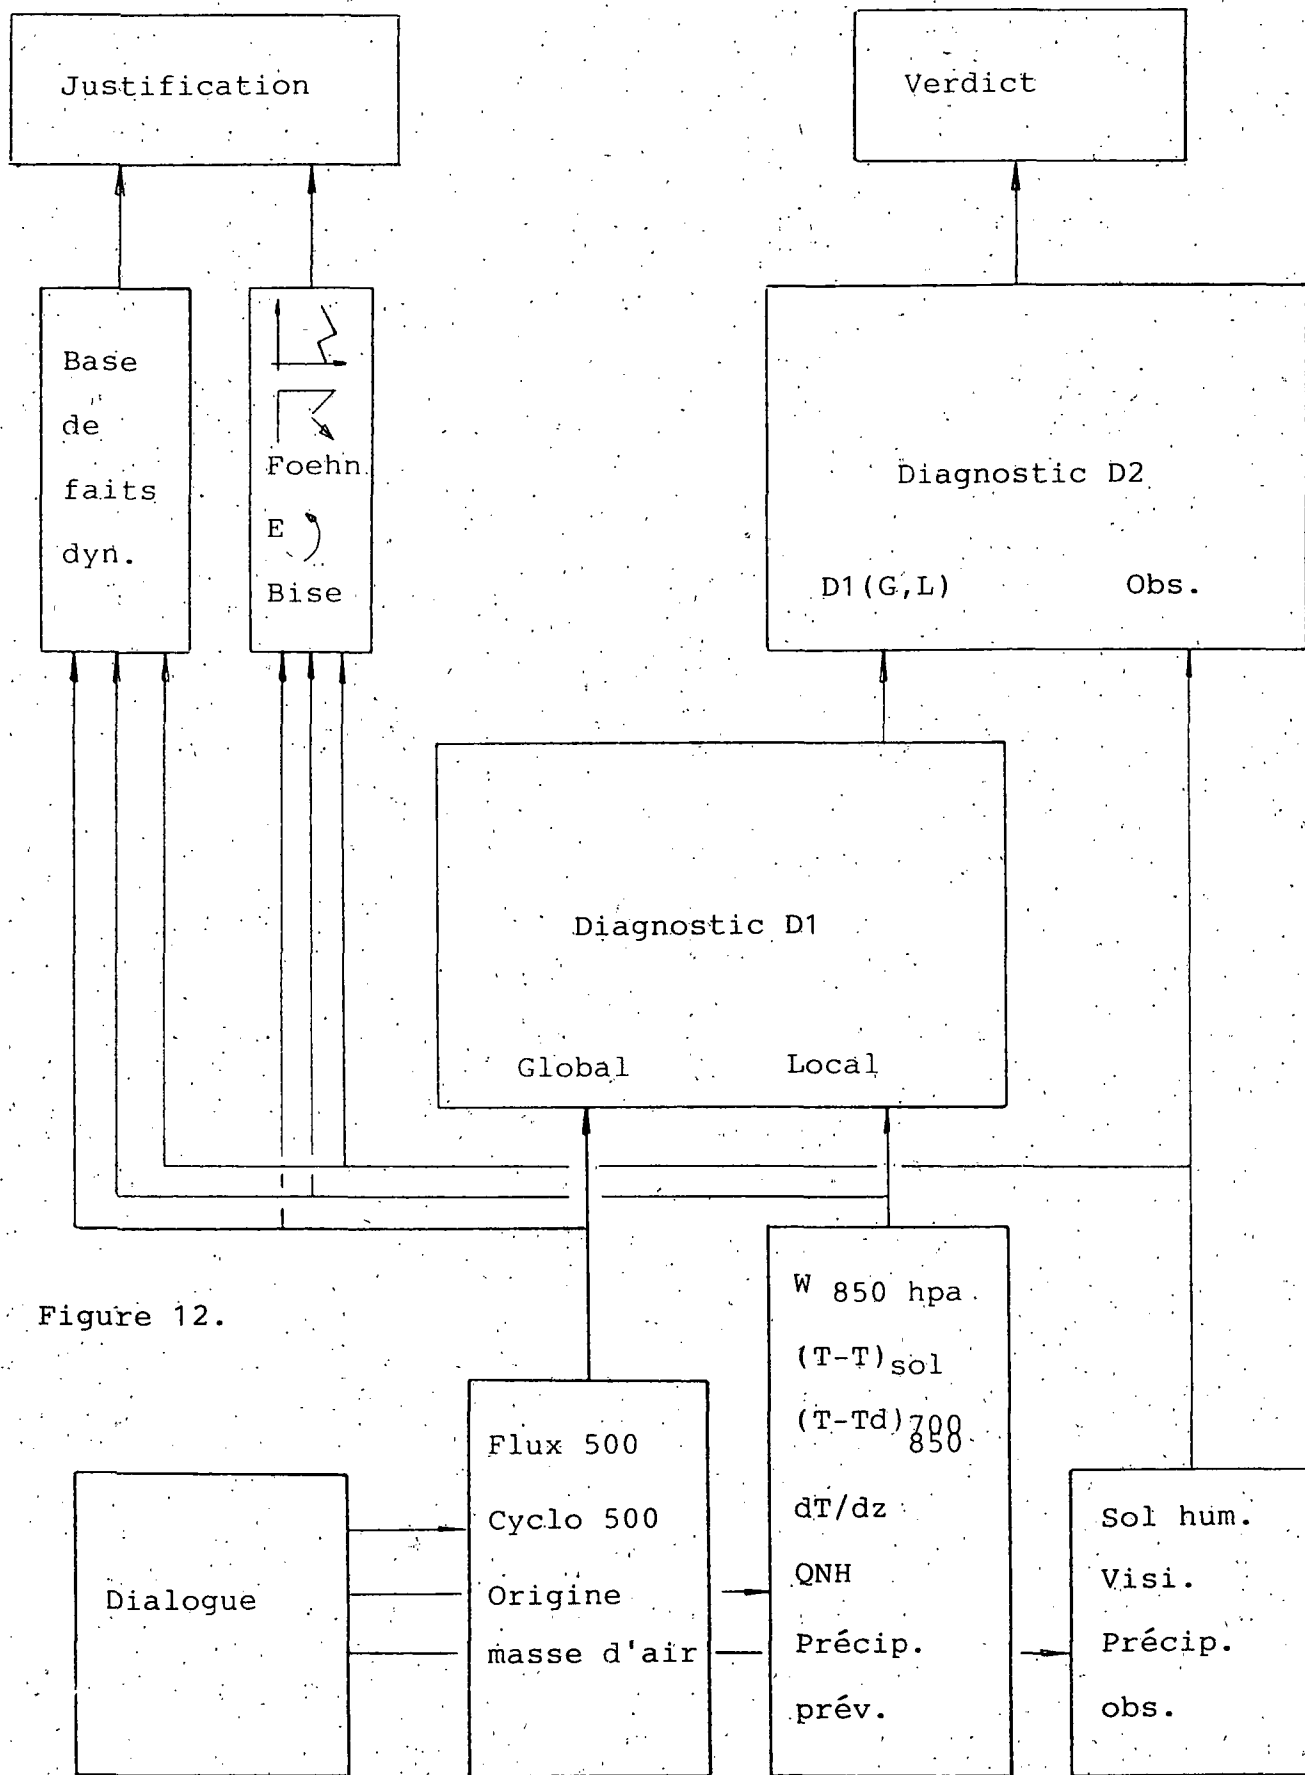 Justification
Verdict
Base
de
faits
dyn.
Foehn
E
Bise
Diagnostic D2
D1(G,L) Obs.
Diagnostic D1
Global Local
Figure 12.
Dialogue
Flux 500
Cyclo 500
Origine
masse d'air
W 850 hpa
(T-T)sol
(T-Td)700
850
dT/dz
QNH
Précip.
prév.
Sol hum.
Visi.
Précip.
obs.